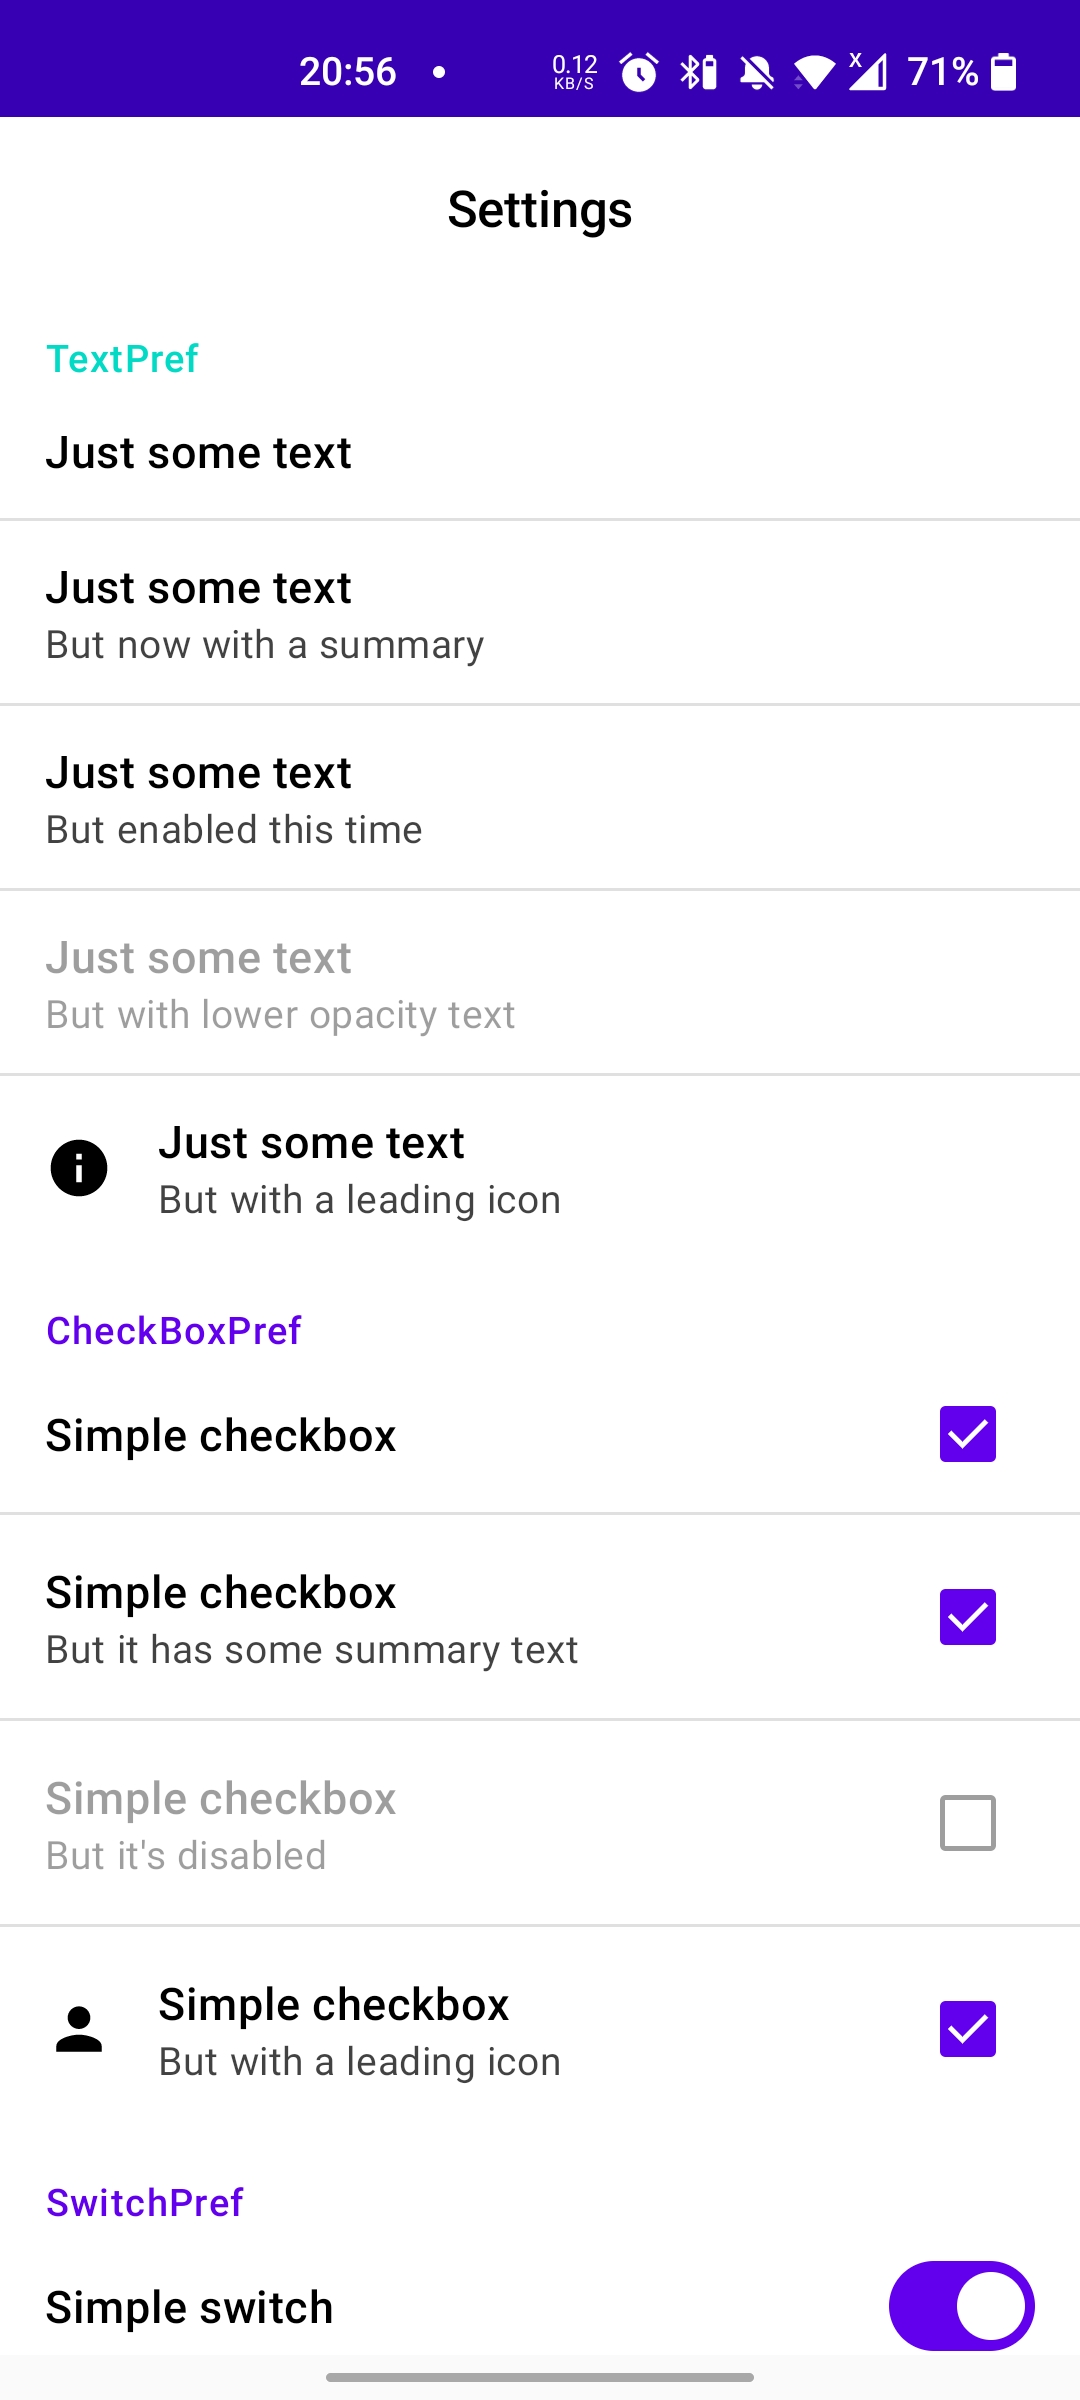 20:56
0.12
KB/S
X
71%
Settings
TextPref
Just some text
Just some text
But now with a summary
Just some text
But enabled this time
Just some text
But with lower opacity text
Just some text
But with a leading icon
CheckBoxPref
Simple checkbox
Simple checkbox
But it has some summary text
Simple checkbox
But it's disabled
Simple checkbox
But with a leading icon
SwitchPref
Simple switch